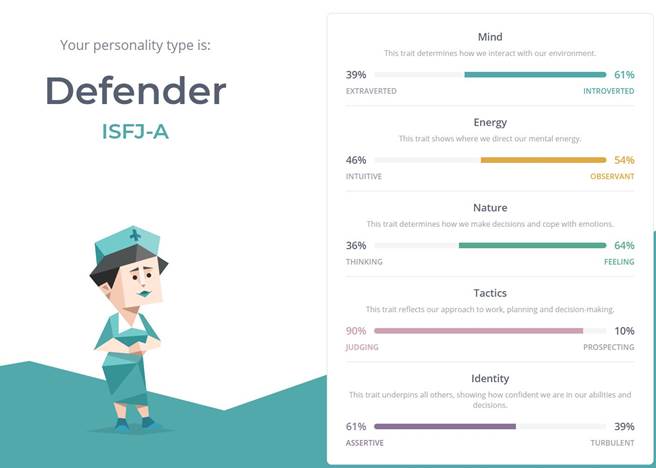 Your personality type is:
Defender
ISFJ-A
Mind
This trait determines how we interact with our environment.
39%
61%
EXTRAVERTED
INTROVERTED
Energy
This trait shows where we direct our mental energy.
46%
54%
INTUITIVE
OBSERVANT
Nature
This trait determines how we make decisions and cope with emotions.
36%
64%
THINKING
FEELING
Tactics
This trait reflects our approach to work, planning and decision-making.
90%
10%
JUDGING
PROSPECTING
Identity
This trait underpins all others, showing how confident we are in our abilities and
decisions.
61%
39%
ASSERTIVE
TURBULENT